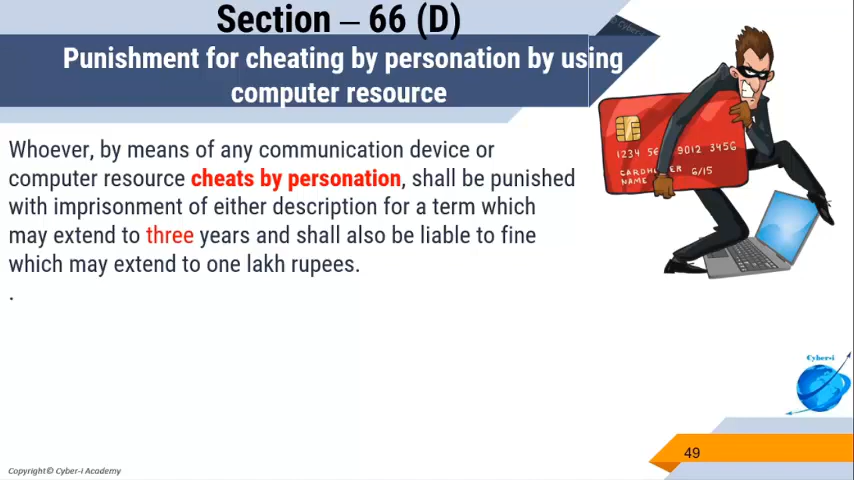 Section – 66 (D)
Punishment for cheating by personation by using
computer resource
Whoever, by means of any communication device or
computer resource cheats by personation, shall be punished
with imprisonment of either description for a term which
may extend to three years and shall also be liable to fine
which may extend to one lakh rupees.
.
1234 56 9012 3456
6/15
NAME
Cyber-i
49
Copyright© Cyber-i Academy